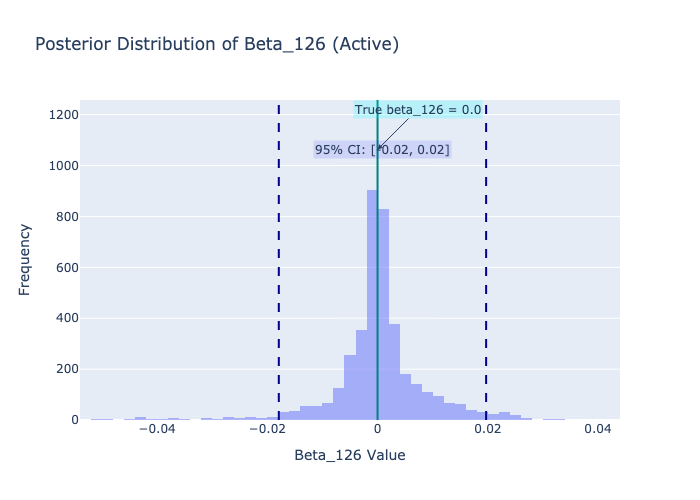 Posterior Distribution of Beta_126 (Active)
True beta_126 = 0.0
95% CI: [-0.02, 0.02]
1200
1000
800
600
400
200
0
Frequency
−0.04
−0.02
0
0.02
0.04
Beta_126 Value